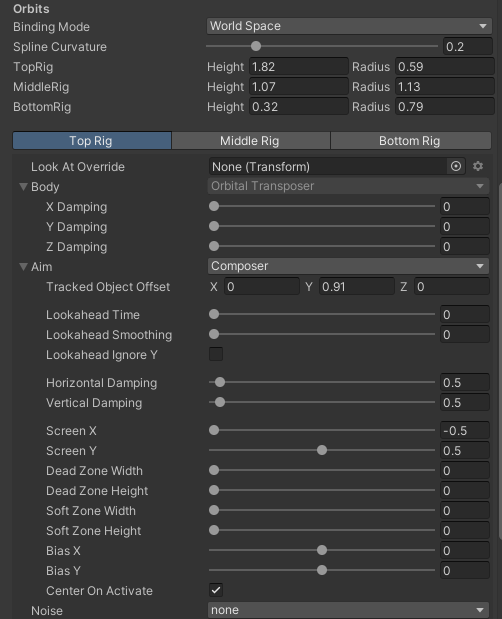 Orbits
Binding Mode World Space
Spline Curvature 0.2
TopRig Height 1.82 Radius 0.59
MiddleRig Height 1.07 Radius 1.13
BottomRig Height 0.32 Radius 0.79
Top Rig Middle Rig Bottom Rig
Look At Override None (Transform)
Body Orbital Transposer
X Damping 0
Y Damping 0
Z Damping 0
Aim Composer
Tracked Object Offset X 0 Y 0.91 Z 0
Lookahead Time 0
Lookahead Smoothing 0
Lookahead Ignore Y
Horizontal Damping 0.5
Vertical Damping 0.5
Screen X -0.5
Screen Y 0.5
Dead Zone Width 0
Dead Zone Height 0
Soft Zone Width 0
Soft Zone Height 0
Bias X 0
Bias Y 0
Center On Activate
Noise none